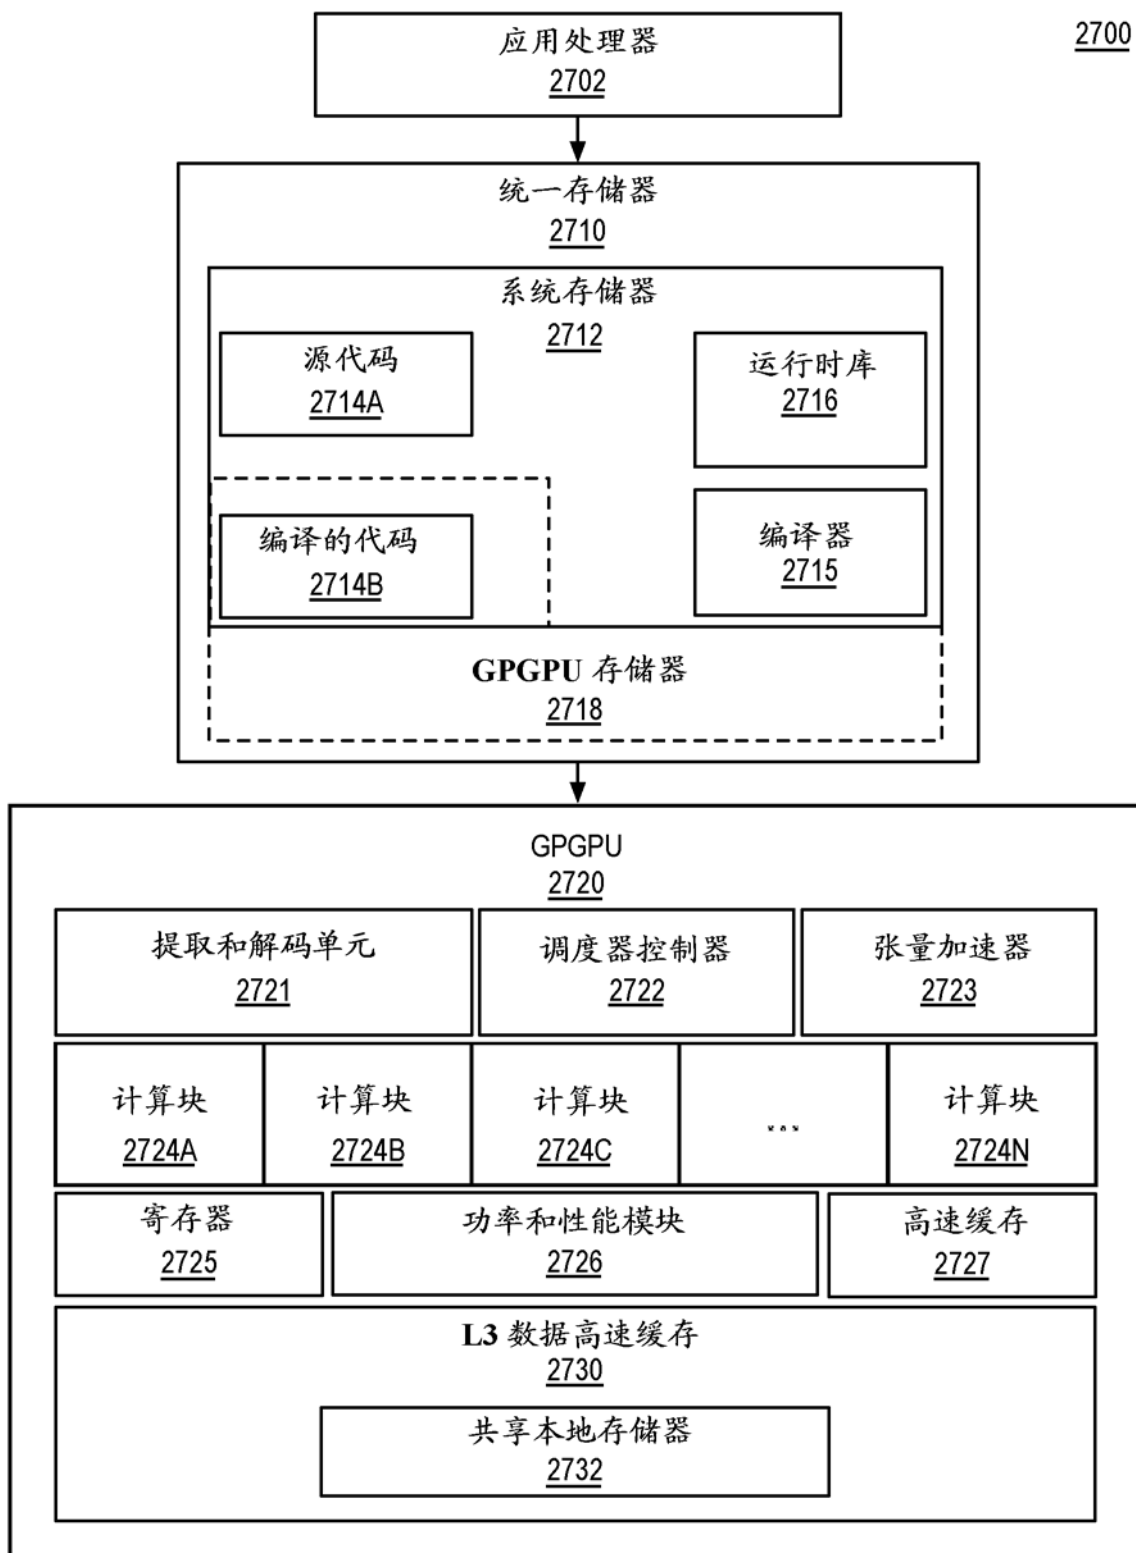 2700
应用处理器
2702
统一存储器
2710
系统存储器
2712
源代码
2714A
运行时库
2716
编译的代码
2714B
编译器
2715
GPGPU 存储器
2718
GPGPU
2720
提取和解码单元
2721
调度器控制器
2722
张量加速器
2723
计算块
2724A
计算块
2724B
计算块
2724C
...
计算块
2724N
寄存器
2725
功率和性能模块
2726
高速缓存
2727
L3 数据高速缓存
2730
共享本地存储器
2732